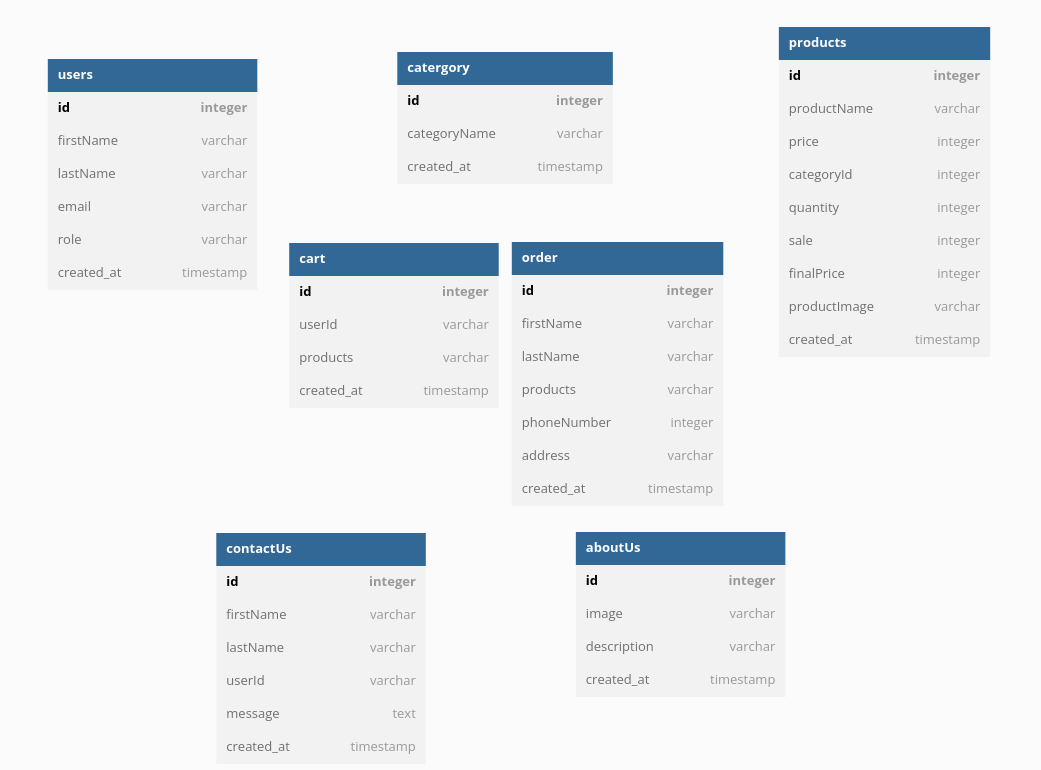 users
id integer
firstName varchar
lastName varchar
email varchar
role varchar
created_at timestamp
catergory
id integer
categoryName varchar
created_at timestamp
products
id integer
productName varchar
price integer
categoryId integer
quantity integer
sale integer
finalPrice integer
productImage varchar
created_at timestamp
cart
id integer
userId varchar
products varchar
created_at timestamp
order
id integer
firstName varchar
lastName varchar
products varchar
phoneNumber integer
address varchar
created_at timestamp
contactUs
id integer
firstName varchar
lastName varchar
userId varchar
message text
created_at timestamp
aboutUs
id integer
image varchar
description varchar
created_at timestamp